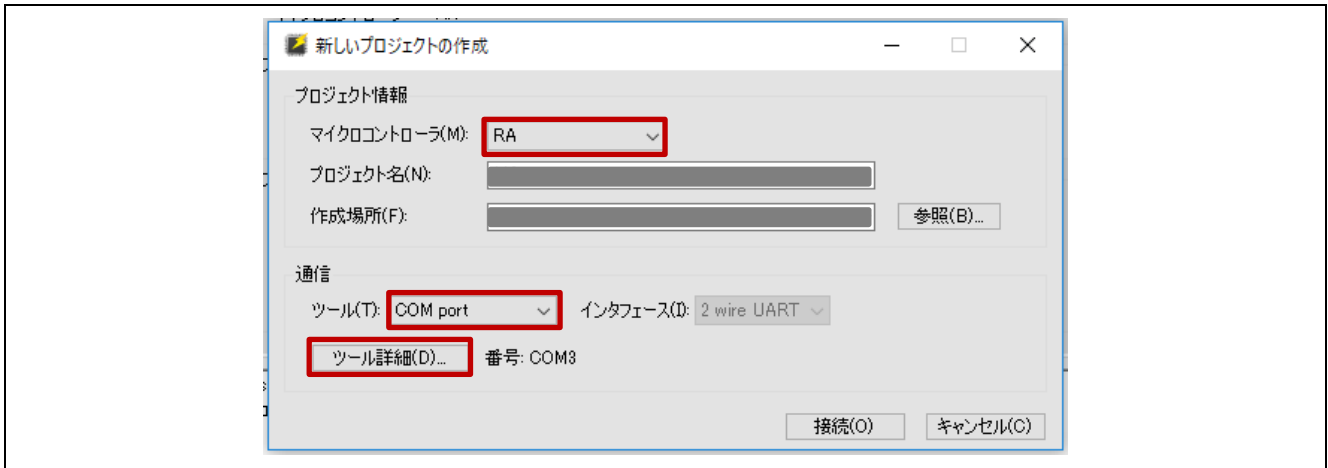 新しいプロジェクトの作成
プロジェクト情報
マイクロコントローラ(M): RA
プロジェクト名(N):
作成場所(F): 参照(B)...
通信
ツール(T): COM port インタフェース(I): 2 wire UART
ツール詳細(D)... 番号: COM3
接続(O) キャンセル(C)